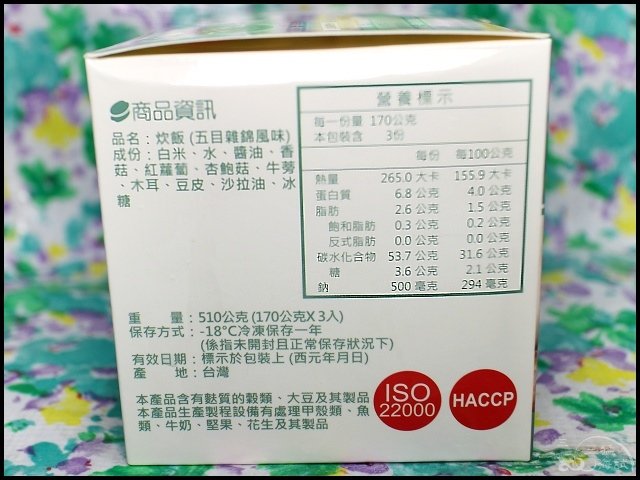 商品資訊
品名：炊飯 (五目雜錦風味)
成份：白米、水、醬油、香
菇、紅蘿蔔、杏鮑菇、牛蒡
、木耳、豆皮、沙拉油、冰
糖
營養標示
每一份量 170公克
本包裝含 3份
每份 每100公克
熱量 265.0 大卡 155.9 大卡
蛋白質 6.8 公克 4.0 公克
脂肪 2.6 公克 1.5 公克
飽和脂肪 0.3 公克 0.2 公克
反式脂肪 0.0 公克 0.0 公克
碳水化合物 53.7 公克 31.6 公克
糖 3.6 公克 2.1 公克
鈉 500 毫克 294 毫克
重量：510公克 (170公克X 3入)
保存方式：-18°C冷凍保存一年
(係指未開封且正常保存狀況下)
有效日期：標示於包裝上 (西元年月日)
產地：台灣
本產品含有麩質的穀類、大豆及其製品
本產品生產製程設備有處理甲殼類、魚
類、牛奶、堅果、花生及其製品
ISO
22000
HACCP